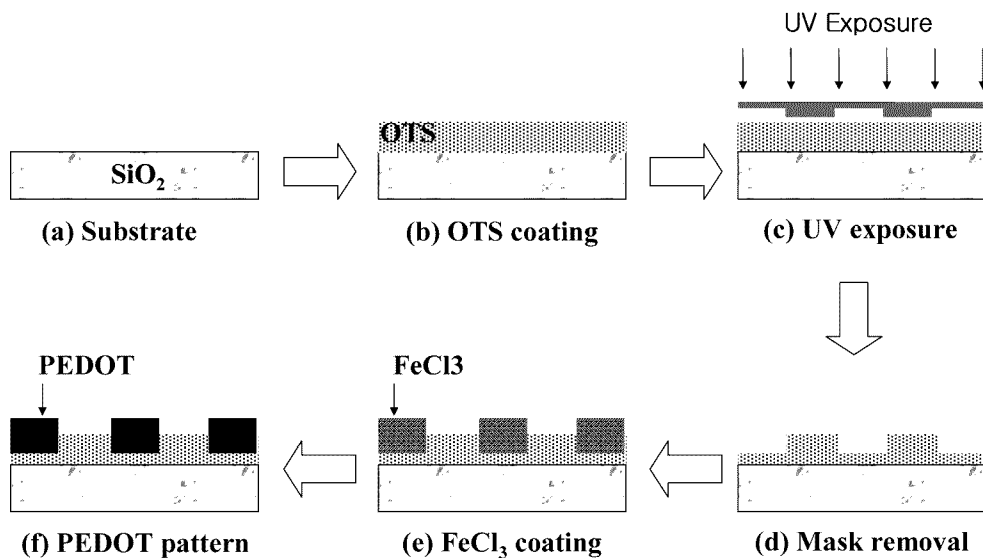 UV Exposure
OTS
SiO₂
(a) Substrate
(b) OTS coating
(c) UV exposure
PEDOT
FeCl3
(f) PEDOT pattern
(e) FeCl₃ coating
(d) Mask removal